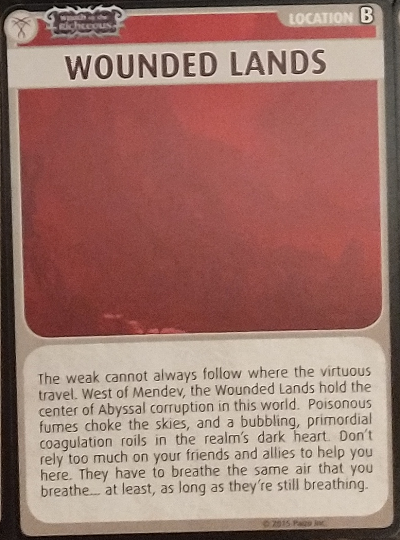 Wrath of the
Righteous
LOCATION B
WOUNDED LANDS
The weak cannot always follow where the virtuous
travel. West of Mendev, the Wounded Lands hold the
center of Abyssal corruption in this world. Poisonous
fumes choke the skies, and a bubbling, primordial
coagulation roils in the realm's dark heart. Don't
rely too much on your friends and allies to help you
here. They have to breathe the same air that you
breathe... at least, as long as they're still breathing.
© 2015 Paizo Inc.